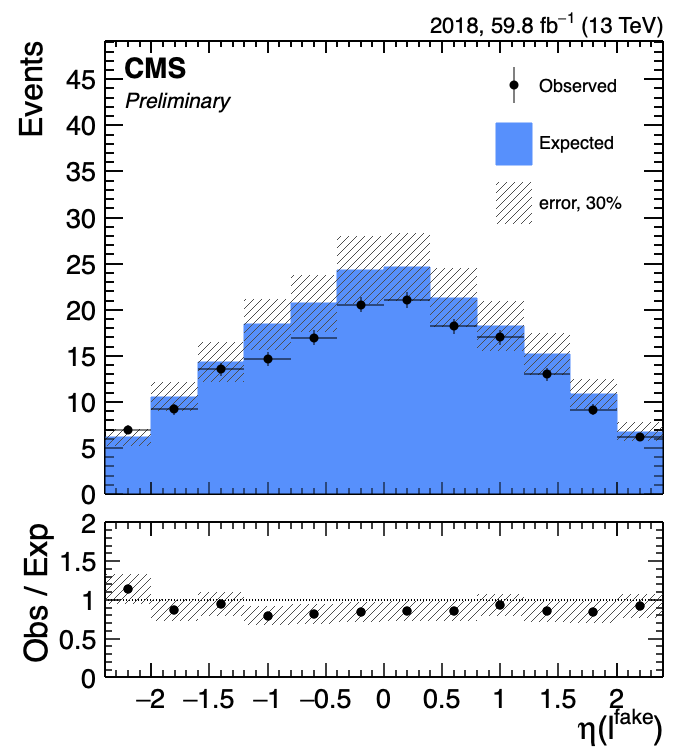 2018, 59.8 fb⁻¹ (13 TeV)
Events
CMS
Preliminary
Observed
Expected
error, 30%
45
40
35
30
25
20
15
10
5
0
Obs / Exp
2
1.5
1
0.5
0
−2 −1.5 −1 −0.5 0 0.5 1 1.5 2
η(l^fake)